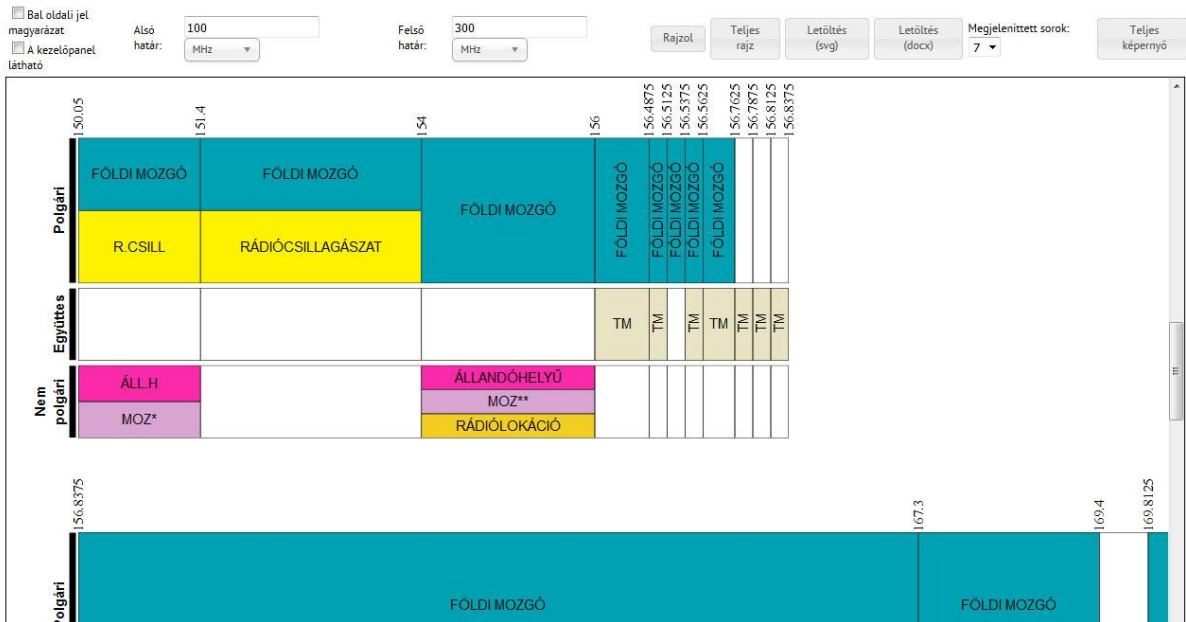 Bal oldali jel
magyarázat
A kezelőpanel
látható
Alsó
határ:
100
MHz
Felső
határ:
300
MHz
Rajzol
Teljes
rajz
Letöltés
(svg)
Letöltés
(docx)
Megjelenittett sorok:
7
Teljes
képernyő
150.05
151.4
154
156
156.4875
156.5125
156.5375
156.5625
156.7625
156.7875
156.8125
156.8375
Polgári
FÖLDI MOZGÓ
FÖLDI MOZGÓ
FÖLDI MOZGÓ
FÖLDI MOZGÓ
FÖLDI MOZGÓ
FÖLDI MOZGÓ
FÖLDI MOZGÓ
FÖLDI MOZGÓ
R.CSILL
RÁDIÓCSILLAGÁSZAT
Együttes
TM
TM
TM
TM
TM
TM
TM
Nem
polgári
ÁLL.H
MOZ*
ÁLLANDÓHELYŰ
MOZ**
RÁDIÓLOKÁCIÓ
156.8375
167.3
169.4
169.8125
Polgári
FÖLDI MOZGÓ
FÖLDI MOZGÓ